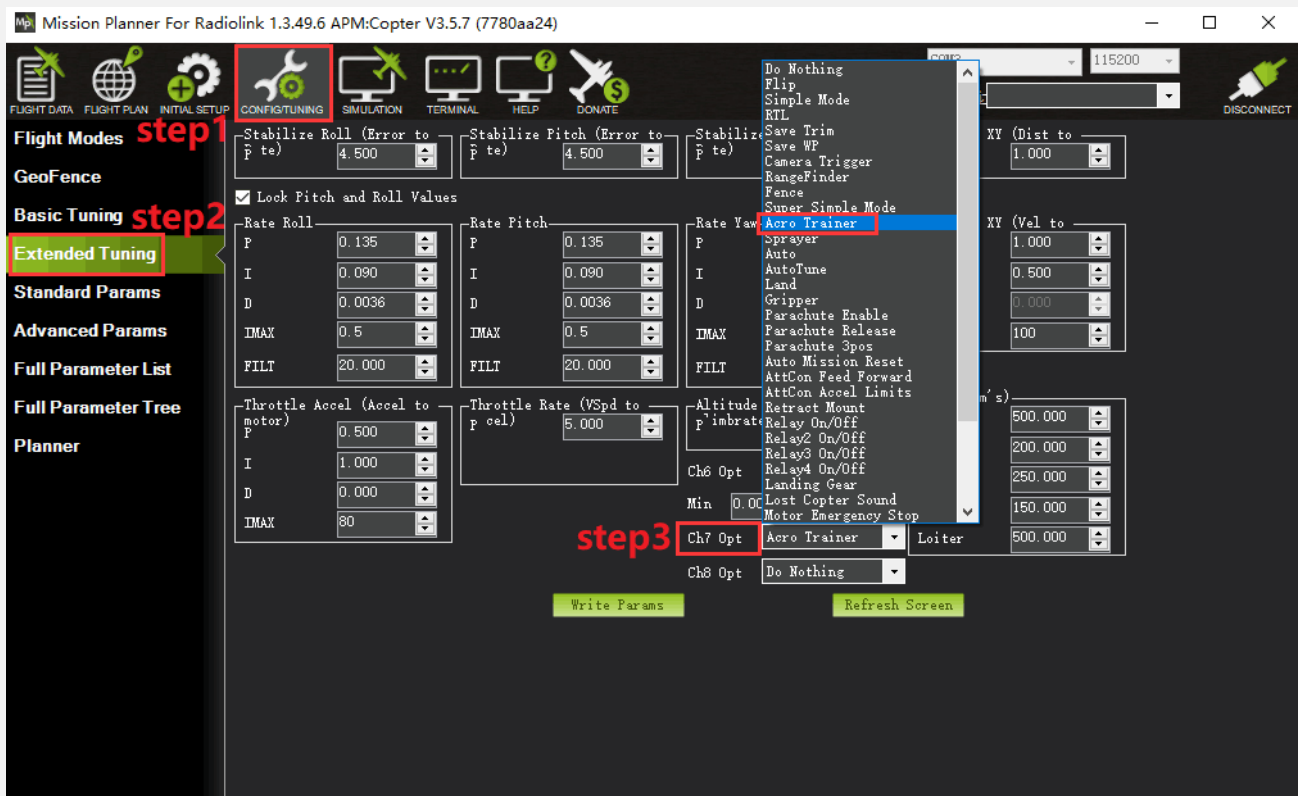 Mission Planner For Radiolink 1.3.49.6 APM:Copter V3.5.7 (7780aa24)
FLIGHT DATA FLIGHT PLAN INITIAL SETUP CONFIG/TUNING SIMULATION TERMINAL HELP DONATE
115200
DISCONNECT
step1
Flight Modes
GeoFence
Basic Tuning
step2
Extended Tuning
Standard Params
Advanced Params
Full Parameter List
Full Parameter Tree
Planner
Stabilize Roll (Error to
P te)
4.500
Stabilize Pitch (Error to
P te)
4.500
Stabilize
P te)
XY (Dist to
1.000
Lock Pitch and Roll Values
Rate Roll
P 0.135
I 0.090
D 0.0036
IMAX 0.5
FILT 20.000
Rate Pitch
P 0.135
I 0.090
D 0.0036
IMAX 0.5
FILT 20.000
Rate Yaw
P
I
D
IMAX
FILT
XY (Vel to
1.000
0.500
0.000
100
Throttle Accel (Accel to
motor)
P 0.500
I 1.000
D 0.000
IMAX 80
Throttle Rate (VSpd to
P cel)
5.000
Altitude
P imbrate
m's)
500.000
200.000
250.000
150.000
Loiter 500.000
Ch6 Opt
Min 0.00
step3
Ch7 Opt Acro Trainer
Ch8 Opt Do Nothing
Do Nothing
Flip
Simple Mode
RTL
Save Trim
Save WP
Camera Trigger
RangeFinder
Fence
Super Simple Mode
Acro Trainer
Sprayer
Auto
AutoTune
Land
Gripper
Parachute Enable
Parachute Release
Parachute 3pos
Auto Mission Reset
AttCon Feed Forward
AttCon Accel Limits
Retract Mount
Relay On/Off
Relay2 On/Off
Relay3 On/Off
Relay4 On/Off
Landing Gear
Lost Copter Sound
Motor Emergency Stop
Write Params
Refresh Screen